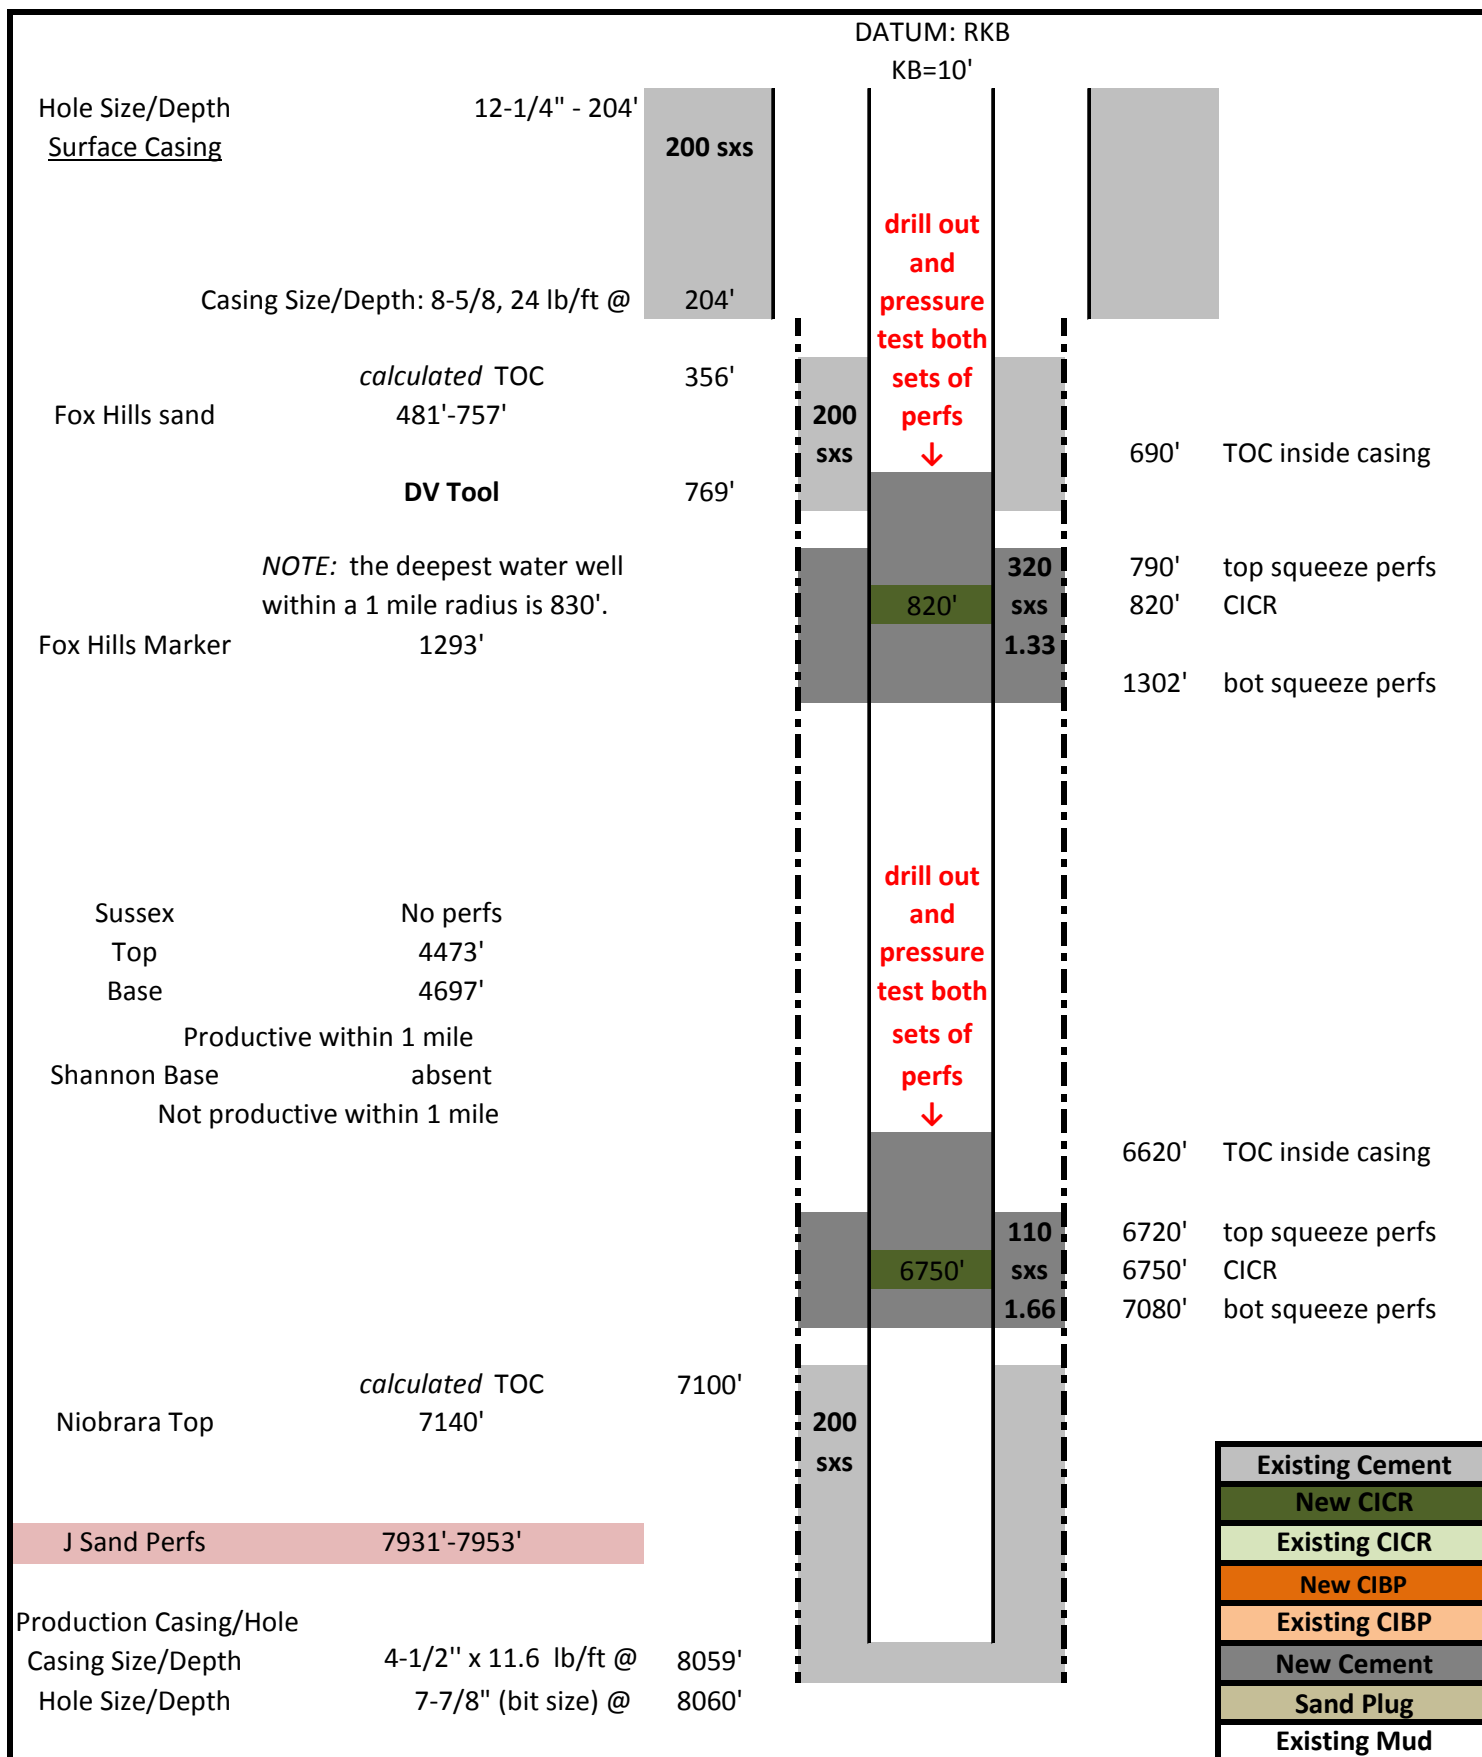 DATUM: RKB
KB=10'
Hole Size/Depth 12-1/4" - 204'
Surface Casing 200 sxs
drill out
and
pressure
test both
sets of
perfs
↓
Casing Size/Depth: 8-5/8, 24 lb/ft @ 204'
calculated TOC 356'
Fox Hills sand 481'-757'
200
sxs
690' TOC inside casing
DV Tool 769'
NOTE: the deepest water well
within a 1 mile radius is 830'.
320
sxs
1.33
790' top squeeze perfs
820'
820' CICR
Fox Hills Marker 1293'
1302' bot squeeze perfs
drill out
and
pressure
test both
sets of
perfs
↓
Sussex No perfs
Top 4473'
Base 4697'
Productive within 1 mile
Shannon Base absent
Not productive within 1 mile
6620' TOC inside casing
110
sxs
1.66
6720' top squeeze perfs
6750'
6750' CICR
7080' bot squeeze perfs
calculated TOC 7100'
Niobrara Top 7140'
200
sxs
J Sand Perfs 7931'-7953'
Production Casing/Hole
Casing Size/Depth 4-1/2'' x 11.6 lb/ft @ 8059'
Hole Size/Depth 7-7/8" (bit size) @ 8060'
Existing Cement
New CICR
Existing CICR
New CIBP
Existing CIBP
New Cement
Sand Plug
Existing Mud